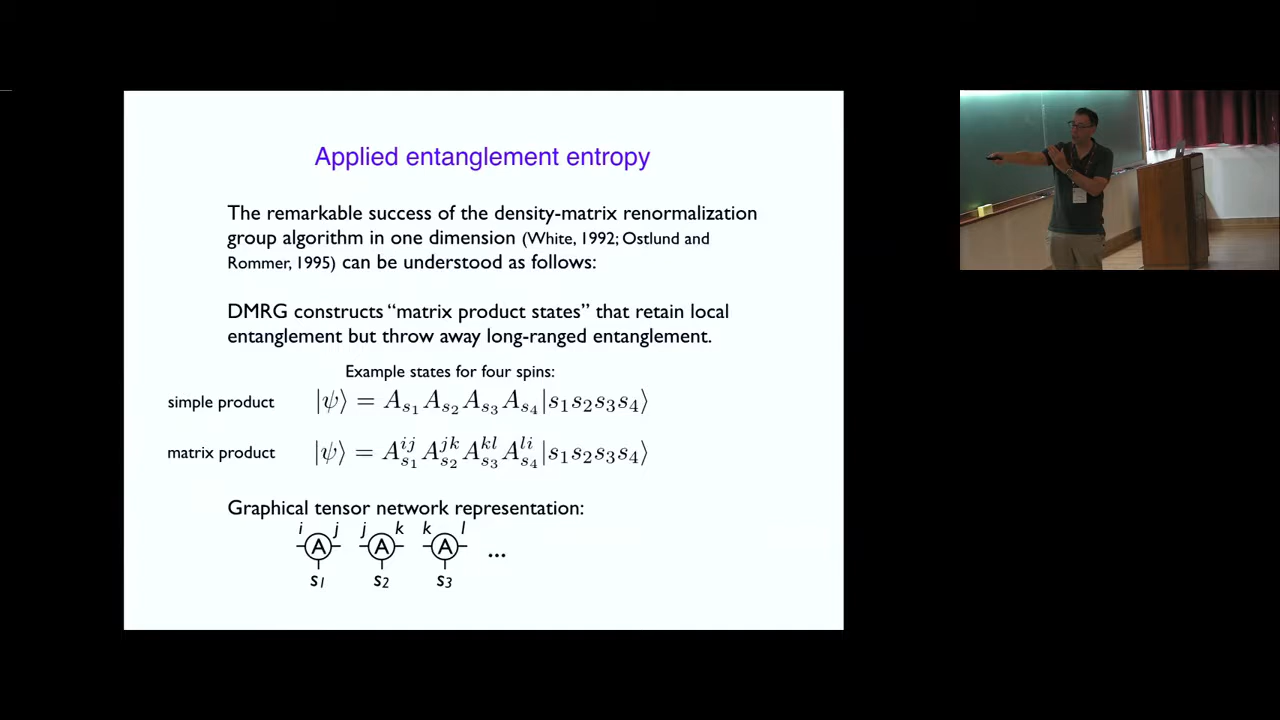 Applied entanglement entropy
The remarkable success of the density-matrix renormalization
group algorithm in one dimension (White, 1992; Ostlund and
Rommer, 1995) can be understood as follows:
DMRG constructs “matrix product states” that retain local
entanglement but throw away long-ranged entanglement.
Example states for four spins:
simple product |ψ⟩ = A_{s_1} A_{s_2} A_{s_3} A_{s_4} |s_1 s_2 s_3 s_4⟩
matrix product |ψ⟩ = A^{ij}_{s_1} A^{jk}_{s_2} A^{kl}_{s_3} A^{li}_{s_4} |s_1 s_2 s_3 s_4⟩
Graphical tensor network representation:
i j j k k l
A A A ...
s_1 s_2 s_3